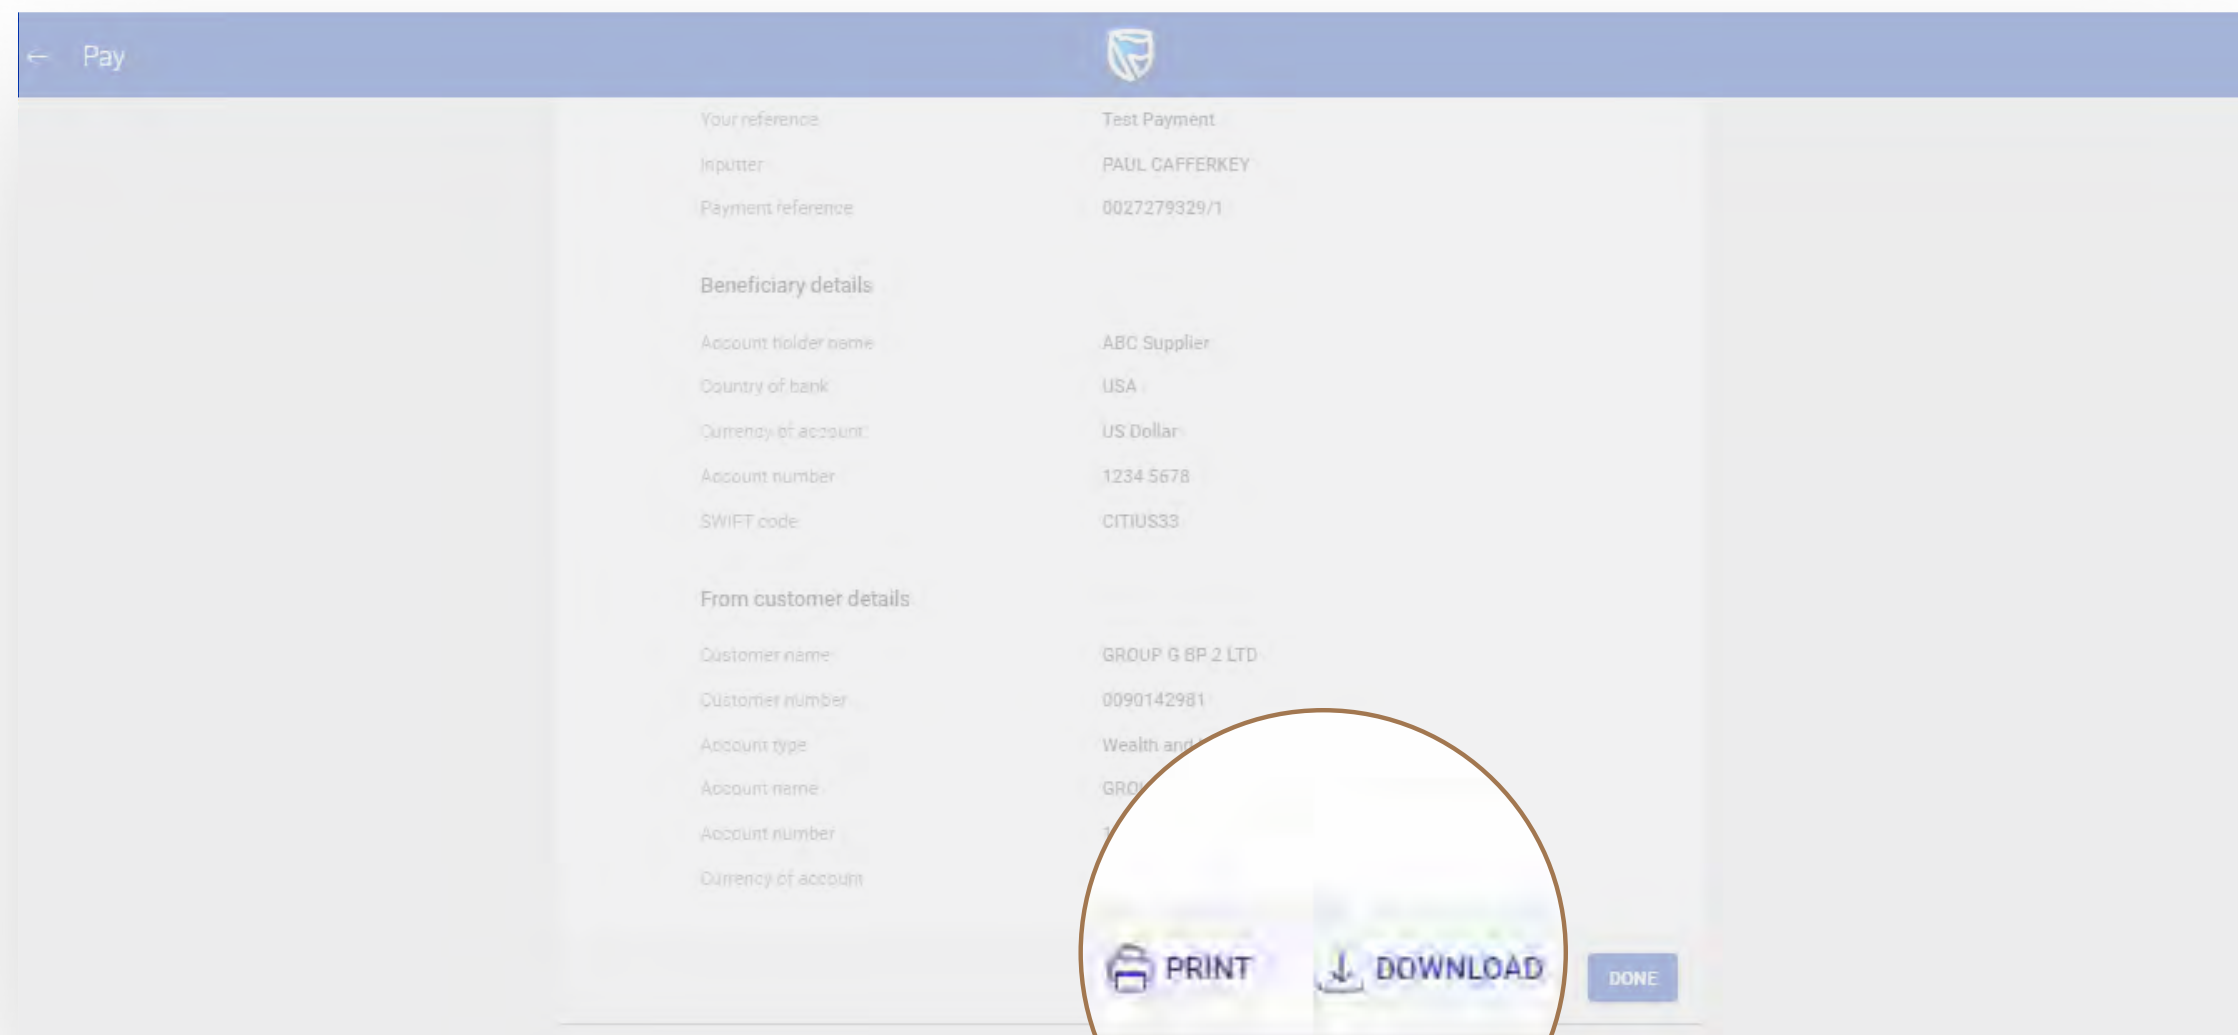 Pay
Your reference Test Payment
Inputter PAUL CAFFERKEY
Payment reference 0027279329/1
Beneficiary details
Account holder name ABC Supplier
Country of bank USA
Currency of account US Dollar
Account number 1234 5678
SWIFT code CITIUS33
From customer details
Customer name GROUP G BP 2 LTD
Customer number 0090142981
Account type Wealth and
Account name
Account number
Currency of account
PRINT DOWNLOAD DONE